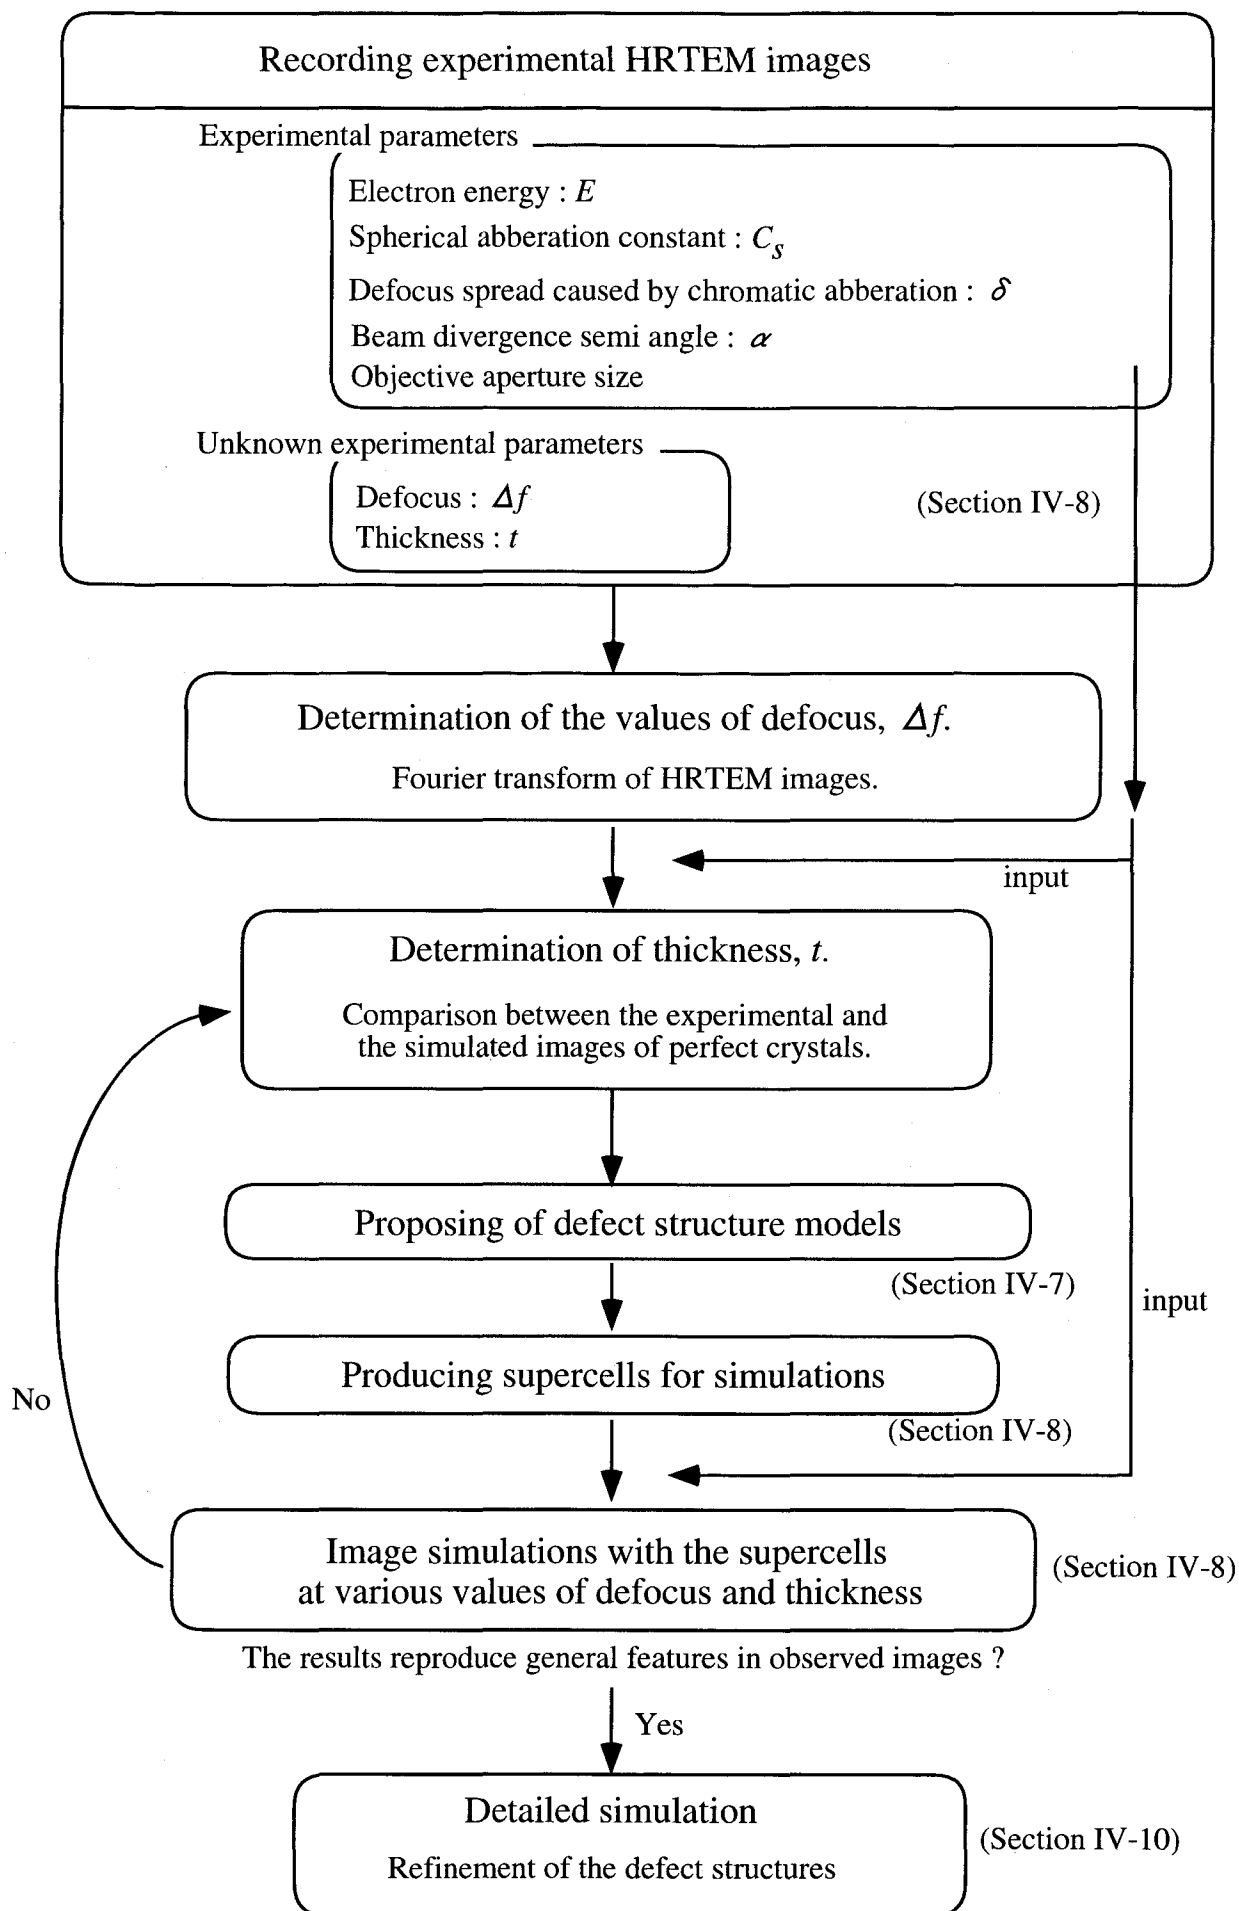 Recording experimental HRTEM images
Experimental parameters
Electron energy : E
Spherical abberation constant : Cs
Defocus spread caused by chromatic abberation : δ
Beam divergence semi angle : α
Objective aperture size
Unknown experimental parameters
Defocus : Δf
Thickness : t
(Section IV-8)
Determination of the values of defocus, Δf.
Fourier transform of HRTEM images.
input
Determination of thickness, t.
Comparison between the experimental and
the simulated images of perfect crystals.
Proposing of defect structure models
(Section IV-7)
input
Producing supercells for simulations
No
(Section IV-8)
Image simulations with the supercells
at various values of defocus and thickness
(Section IV-8)
The results reproduce general features in observed images ?
Yes
Detailed simulation
Refinement of the defect structures
(Section IV-10)